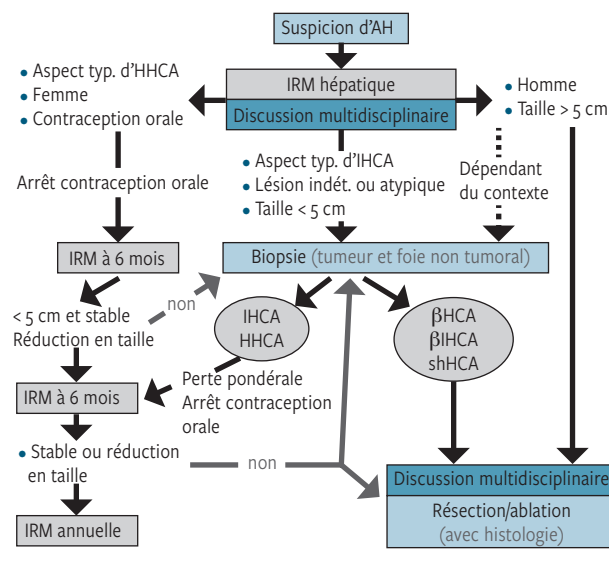 Suspicion d'AH
IRM hépatique
Discussion multidisciplinaire
• Aspect typ. d'HHCA
• Femme
• Contraception orale
• Homme
• Taille > 5 cm
Arrêt contraception orale
• Aspect typ. d'IHCA
• Lésion indét. ou atypique
• Taille < 5 cm
Dépendant
du contexte
IRM à 6 mois
Biopsie (tumeur et foie non tumoral)
< 5 cm et stable
Réduction en taille
non
IHCA
HHCA
βHCA
βIHCA
shHCA
IRM à 6 mois
Perte pondérale
Arrêt contraception
orale
• Stable ou réduction
en taille
non
IRM annuelle
Discussion multidisciplinaire
Résection/ablation
(avec histologie)